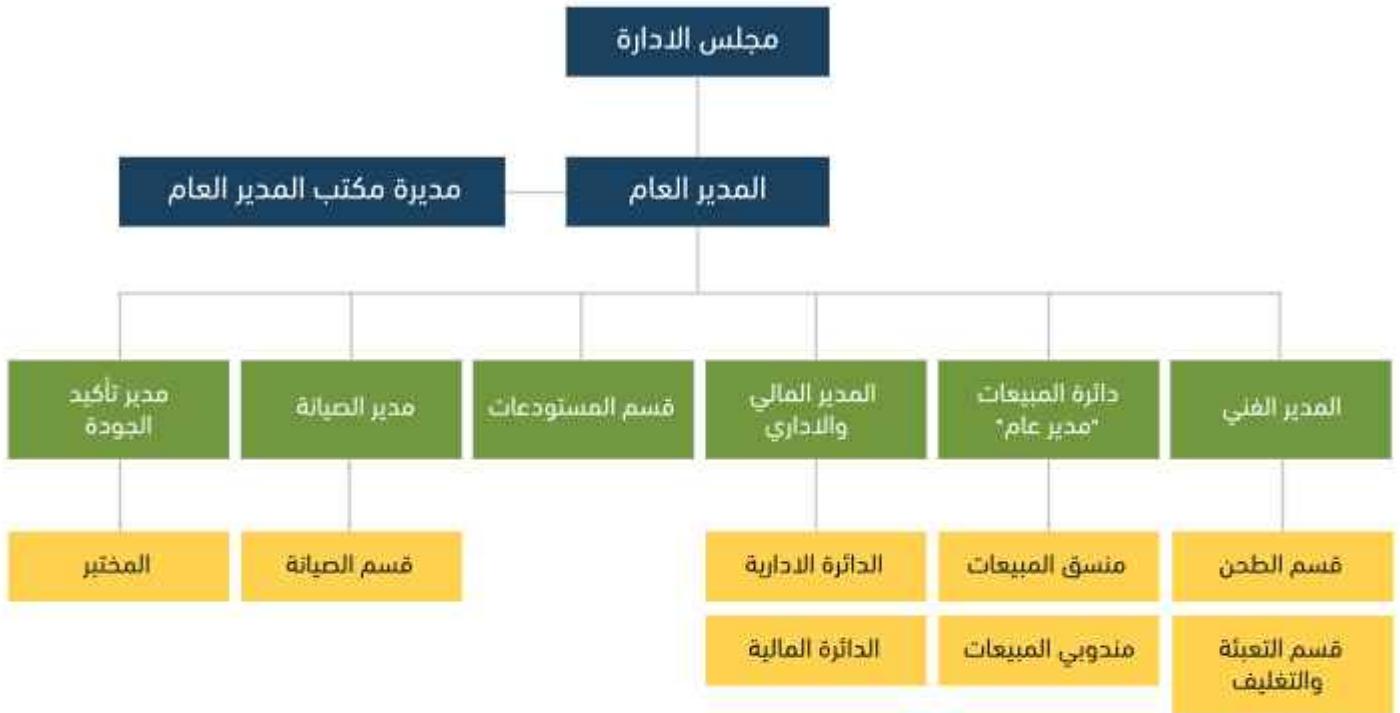 مجلس الادارة
المدير العام
مديرة مكتب المدير العام
المدير الفني
دائرة المبيعات
"مدير عام"
المدير المالي
والاداري
قسم المستودعات
مدير الصيانة
مدير تأكيد
الجودة
قسم الطحن
منسق المبيعات
الدائرة الادارية
قسم الصيانة
المختبر
قسم التعبئة
والتغليف
مندوبي المبيعات
الدائرة المالية